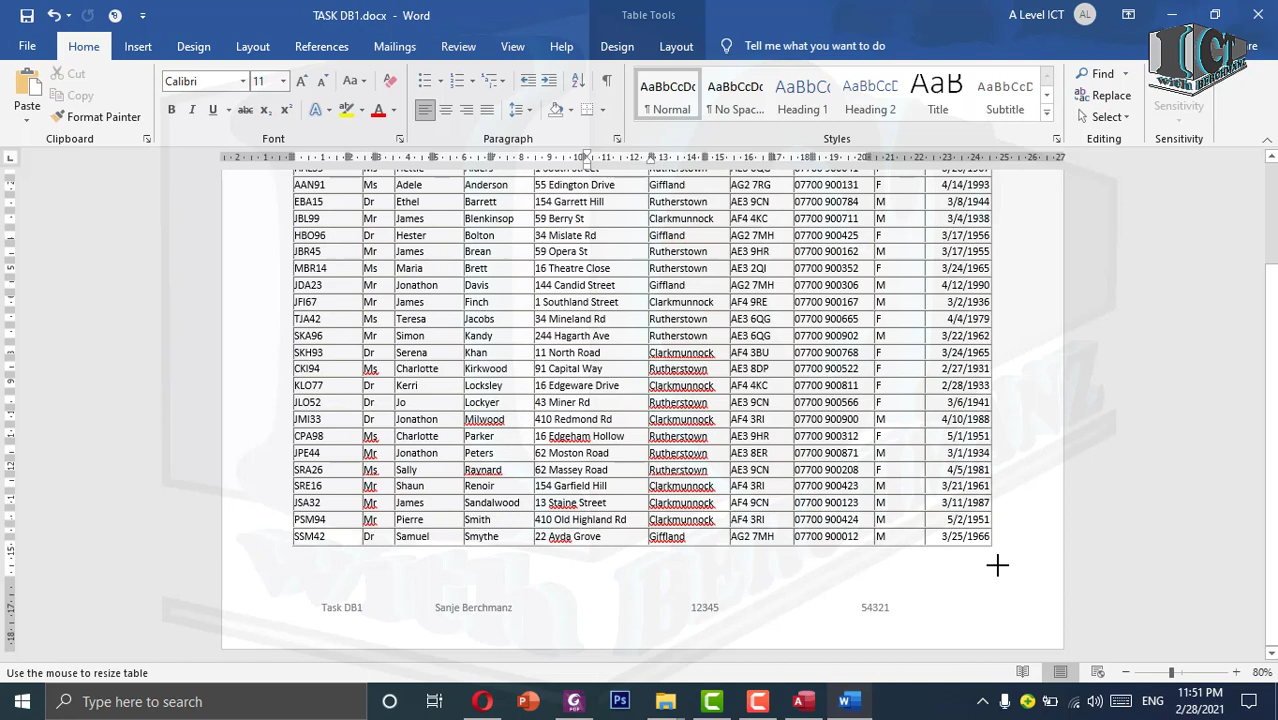 TASK DB1.docx - Word
Table Tools
A Level ICT
AL
File Home Insert Design Layout References Mailings Review View Help Design Layout Tell me what you want to do
Cut
Copy
Paste
Format Painter
Calibri 11
Aa
B I U abc x₂ x²
AaBbCcDc AaBbCcDc AaBbCc AaBbCcD AaB AaBbCcD
¶ Normal ¶ No Spac... Heading 1 Heading 2 Title Subtitle
Find
Replace
Select
Sensitivity
Clipboard Font Paragraph Styles Editing Sensitivity
ICT
AAN91 Ms Adele Anderson 55 Edington Drive Giffland AG2 7RG 07700 900131 F 4/14/1993
EBA15 Dr Ethel Barrett 154 Garrett Hill Rutherstown AE3 9CN 07700 900784 M 3/8/1944
JBL99 Mr James Blenkinsop 59 Berry St Clarkmunnock AF4 4KC 07700 900711 M 3/4/1938
HBO96 Dr Hester Bolton 34 Mislate Rd Giffland AG2 7MH 07700 900425 F 3/17/1956
JBR45 Mr James Brean 59 Opera St Rutherstown AE3 9HR 07700 900162 M 3/17/1955
MBR14 Ms Maria Brett 16 Theatre Close Rutherstown AE3 2QI 07700 900352 F 3/24/1965
JDA23 Mr Jonathon Davis 144 Candid Street Giffland AG2 7MH 07700 900306 M 4/12/1990
JFI67 Mr James Finch 1 Southland Street Clarkmunnock AF4 9RE 07700 900167 M 3/2/1936
TJA42 Ms Teresa Jacobs 34 Mineland Rd Rutherstown AE3 6QG 07700 900665 F 4/4/1979
SKA96 Mr Simon Kandy 244 Hagarth Ave Rutherstown AE3 6QG 07700 900902 M 3/22/1962
SKH93 Dr Serena Khan 11 North Road Clarkmunnock AF4 3BU 07700 900768 F 3/24/1965
CKI94 Ms Charlotte Kirkwood 91 Capital Way Rutherstown AE3 8DP 07700 900522 F 2/27/1931
KLO77 Dr Kerri Locksley 16 Edgeware Drive Clarkmunnock AF4 4KC 07700 900811 F 2/28/1933
JLO52 Dr Jo Lockyer 43 Miner Rd Rutherstown AE3 9CN 07700 900566 F 3/6/1941
JMI33 Dr Jonathon Milwood 410 Redmond Rd Clarkmunnock AF4 3RI 07700 900900 M 4/10/1988
CPA98 Ms Charlotte Parker 16 Edgeham Hollow Rutherstown AE3 9HR 07700 900312 F 5/1/1951
JPE44 Mr Jonathon Peters 62 Moston Road Rutherstown AE3 8ER 07700 900871 M 3/1/1934
SRA26 Ms Sally Raynard 62 Massey Road Rutherstown AE3 9CN 07700 900208 F 4/5/1981
SRE16 Mr Shaun Renoir 154 Garfield Hill Clarkmunnock AF4 3RI 07700 900423 M 3/21/1961
JSA32 Mr James Sandalwood 13 Staine Street Clarkmunnock AF4 9CN 07700 900123 M 3/11/1987
PSM94 Mr Pierre Smith 410 Old Highland Rd Clarkmunnock AF4 3RI 07700 900424 M 5/2/1951
SSM42 Dr Samuel Smythe 22 Ayda Grove Giffland AG2 7MH 07700 900012 M 3/25/1966
Task DB1 Sanje Berchmanz 12345 54321
Use the mouse to resize table
80%
Type here to search
ENG
11:51 PM
2/28/2021